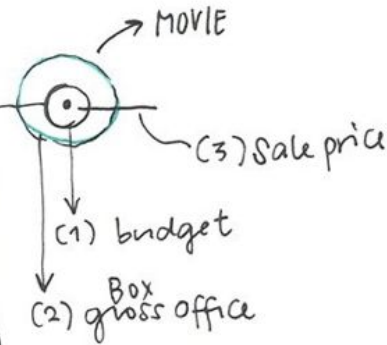 MOVIE
(3) Sale price
(1) budget
Box
(2) gross office